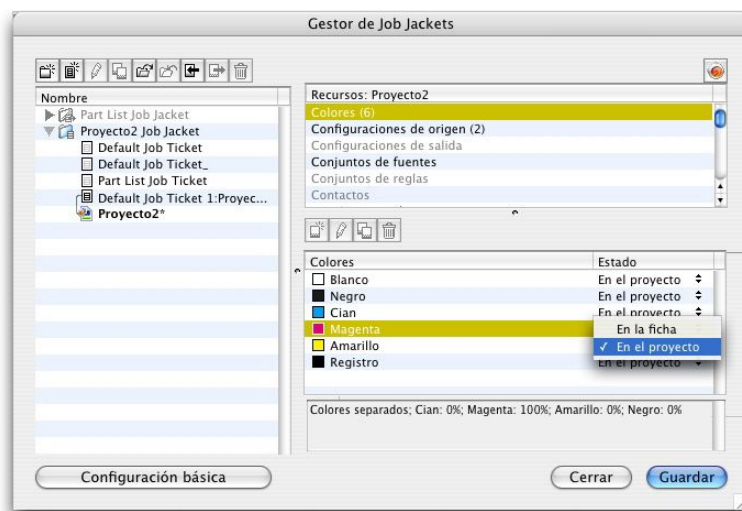 Gestor de Job Jackets
Nombre
Part List Job Jacket
Proyecto2 Job Jacket
Default Job Ticket
Default Job Ticket_
Part List Job Ticket
Default Job Ticket 1:Proyec...
Proyecto2*
Recursos: Proyecto2
Colores (6)
Configuraciones de origen (2)
Configuraciones de salida
Conjuntos de fuentes
Conjuntos de reglas
Contactos
Colores Estado
Blanco En el proyecto
Negro En el proyecto
Cian En el proyecto
Magenta
En la ficha
Amarillo
✓ En el proyecto
Registro En el proyecto
Colores separados; Cian: 0%; Magenta: 100%; Amarillo: 0%; Negro: 0%
Configuración básica
Cerrar
Guardar